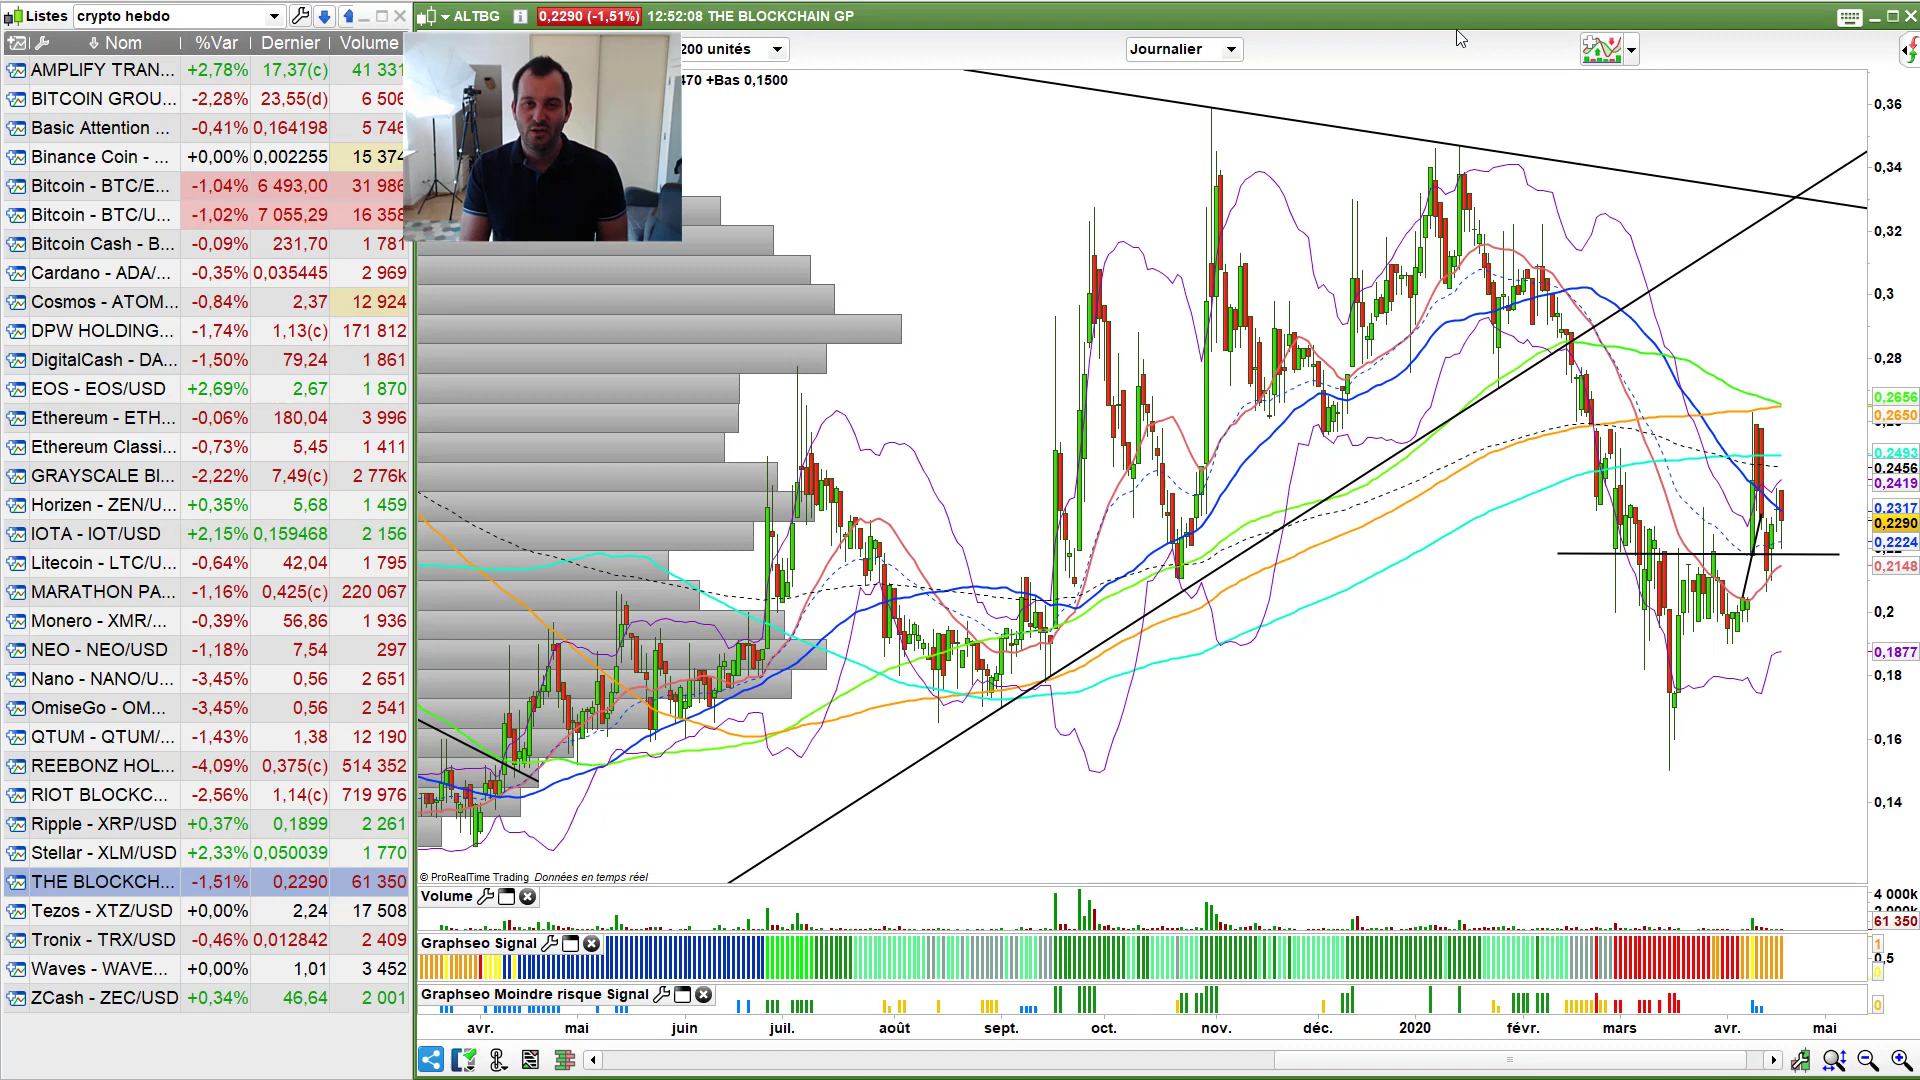 Listes crypto hebdo
Nom %Var Dernier Volume
AMPLIFY TRAN... +2,78% 17,37(c) 41 331
BITCOIN GROU... -2,28% 23,55(d) 6 506
Basic Attention ... -0,41% 0,164198 5 746
Binance Coin - ... +0,00% 0,002255 15 374
Bitcoin - BTC/E... -1,04% 6 493,00 31 986
Bitcoin - BTC/U... -1,02% 7 055,29 16 358
Bitcoin Cash - B... -0,09% 231,70 1 781
Cardano - ADA/... -0,35% 0,035445 2 969
Cosmos - ATOM... -0,84% 2,37 12 924
DPW HOLDING... -1,74% 1,13(c) 171 812
DigitalCash - DA... -1,50% 79,24 1 861
EOS - EOS/USD +2,69% 2,67 1 870
Ethereum - ETH... -0,06% 180,04 3 996
Ethereum Classi... -0,73% 5,45 1 411
GRAYSCALE BI... -2,22% 7,49(c) 2 776k
Horizen - ZEN/U... +0,35% 5,68 1 459
IOTA - IOT/USD +2,15% 0,159468 2 156
Litecoin - LTC/U... -0,64% 42,04 1 795
MARATHON PA... -1,16% 0,425(c) 220 067
Monero - XMR/... -0,39% 56,86 1 936
NEO - NEO/USD -1,18% 7,54 297
Nano - NANO/U... -3,45% 0,56 2 651
OmiseGo - OM... -3,45% 0,56 2 541
QTUM - QTUM/... -1,43% 1,38 12 190
REEBONZ HOL... -4,09% 0,375(c) 514 352
RIOT BLOCKC... -2,56% 1,14(c) 719 976
Ripple - XRP/USD +0,37% 0,1899 2 261
Stellar - XLM/USD +2,33% 0,050039 1 770
THE BLOCKCH... -1,51% 0,2290 61 350
Tezos - XTZ/USD +0,00% 2,24 17 508
Tronix - TRX/USD -0,46% 0,012842 2 409
Waves - WAVE... +0,00% 1,01 3 452
ZCash - ZEC/USD +0,34% 46,64 2 001
ALTBG 0,2290 (-1,51%) 12:52:08 THE BLOCKCHAIN GP
200 unités Journalier
470 +Bas 0,1500
0,36
0,34
0,32
0,3
0,28
0,2656
0,2650
0,2493
0,2456
0,2419
0,2317
0,2290
0,2224
0,2148
0,2
0,1877
0,18
0,16
0,14
© ProRealTime Trading Données en temps réel
Volume
4 000k
61 350
Graphseo Signal
1
0,5
0
Graphseo Moindre risque Signal
0
avr. mai juin juil. août sept. oct. nov. déc. 2020 févr. mars avr. mai